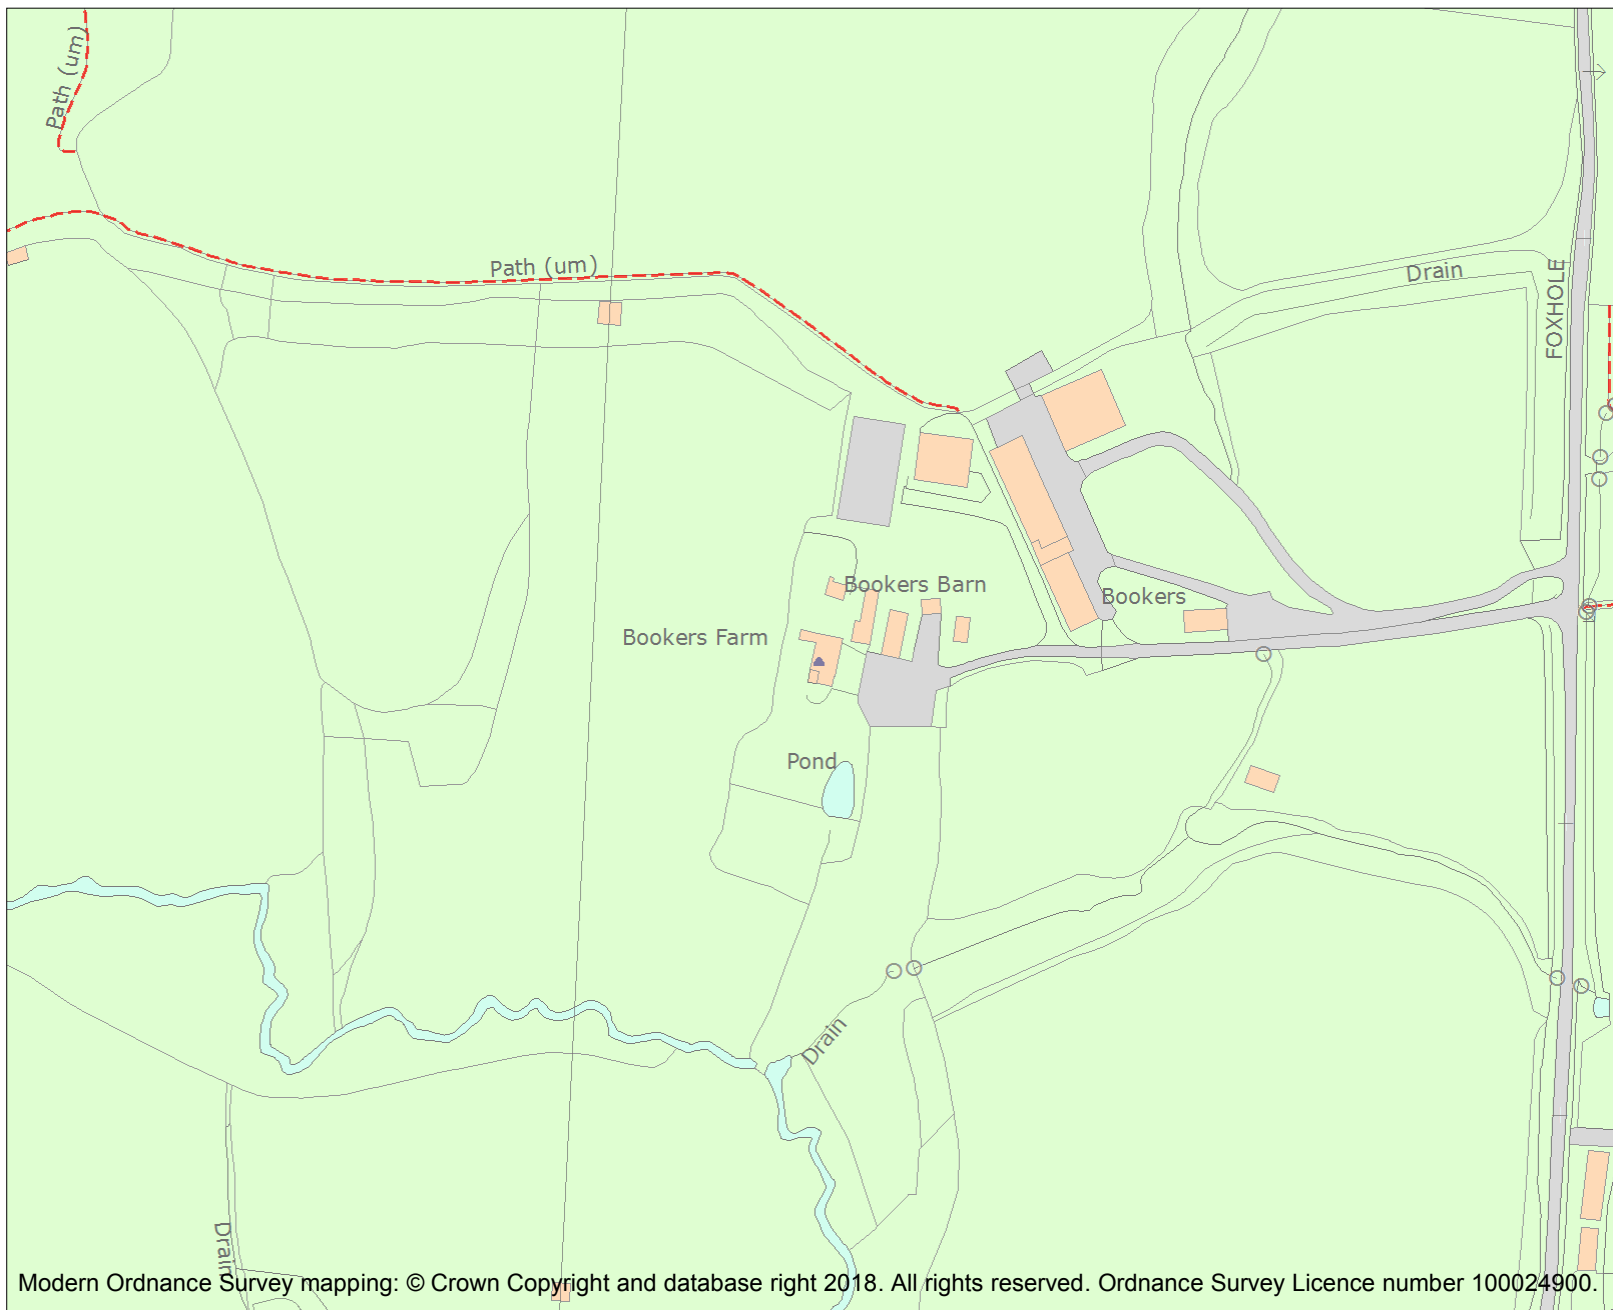 Path (um)
Path (um)
Drain
FOXHOLE
Bookers Barn
Bookers
Bookers Farm
Pond
Drain
Drain
Modern Ordnance Survey mapping: © Crown Copyright and database right 2018. All rights reserved. Ordnance Survey Licence number 100024900.